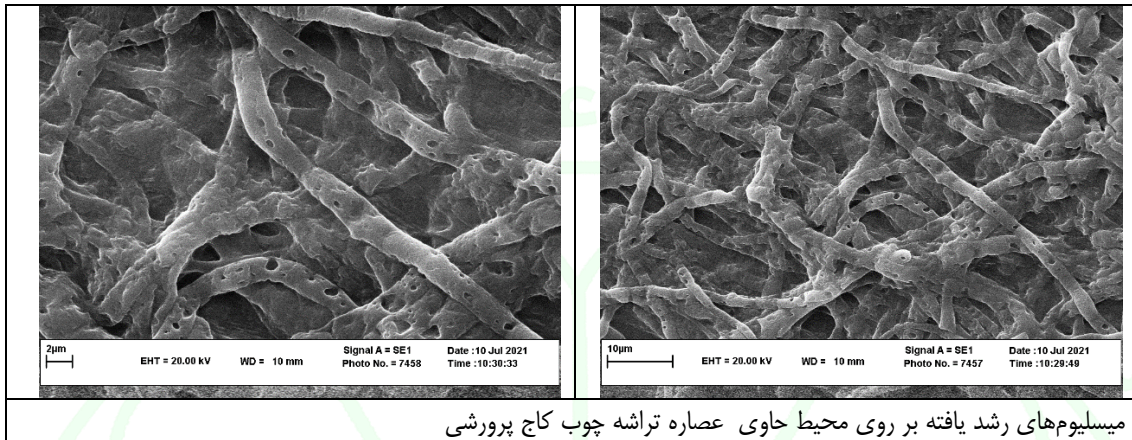 2µm
EHT = 20.00 kV
WD = 10 mm
Signal A = SE1
Photo No. = 7458
Date :10 Jul 2021
Time :10:30:33
10µm
EHT = 20.00 kV
WD = 10 mm
Signal A = SE1
Photo No. = 7457
Date :10 Jul 2021
Time :10:29:49
میسلیوم‌های رشد یافته بر روی محیط حاوی عصاره تراشه چوب کاج پرورشی